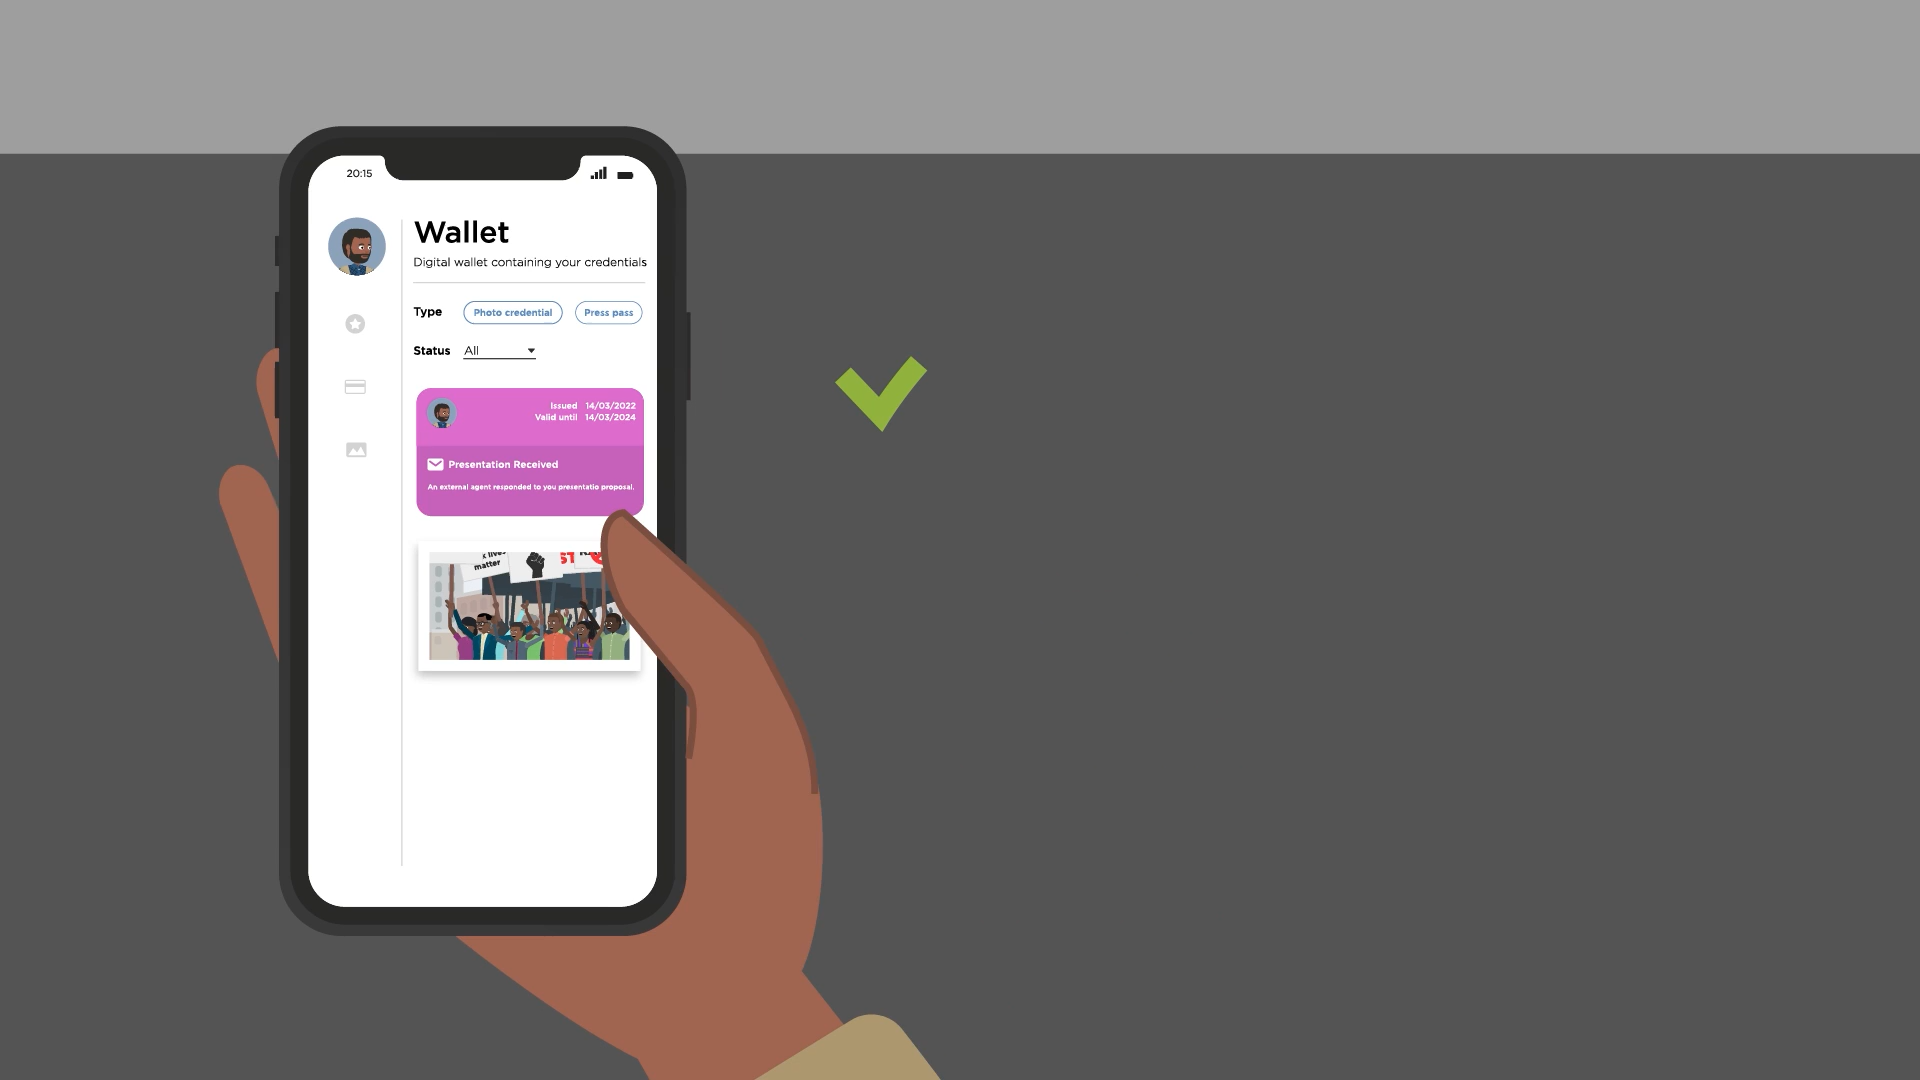 20:15
Wallet
Digital wallet containing your credentials
Type Photo credential Press pass
Status All
Issued 14/03/2022
Valid until 14/03/2024
Presentation Received
An external agent responded to you presentatio proposal.
matter